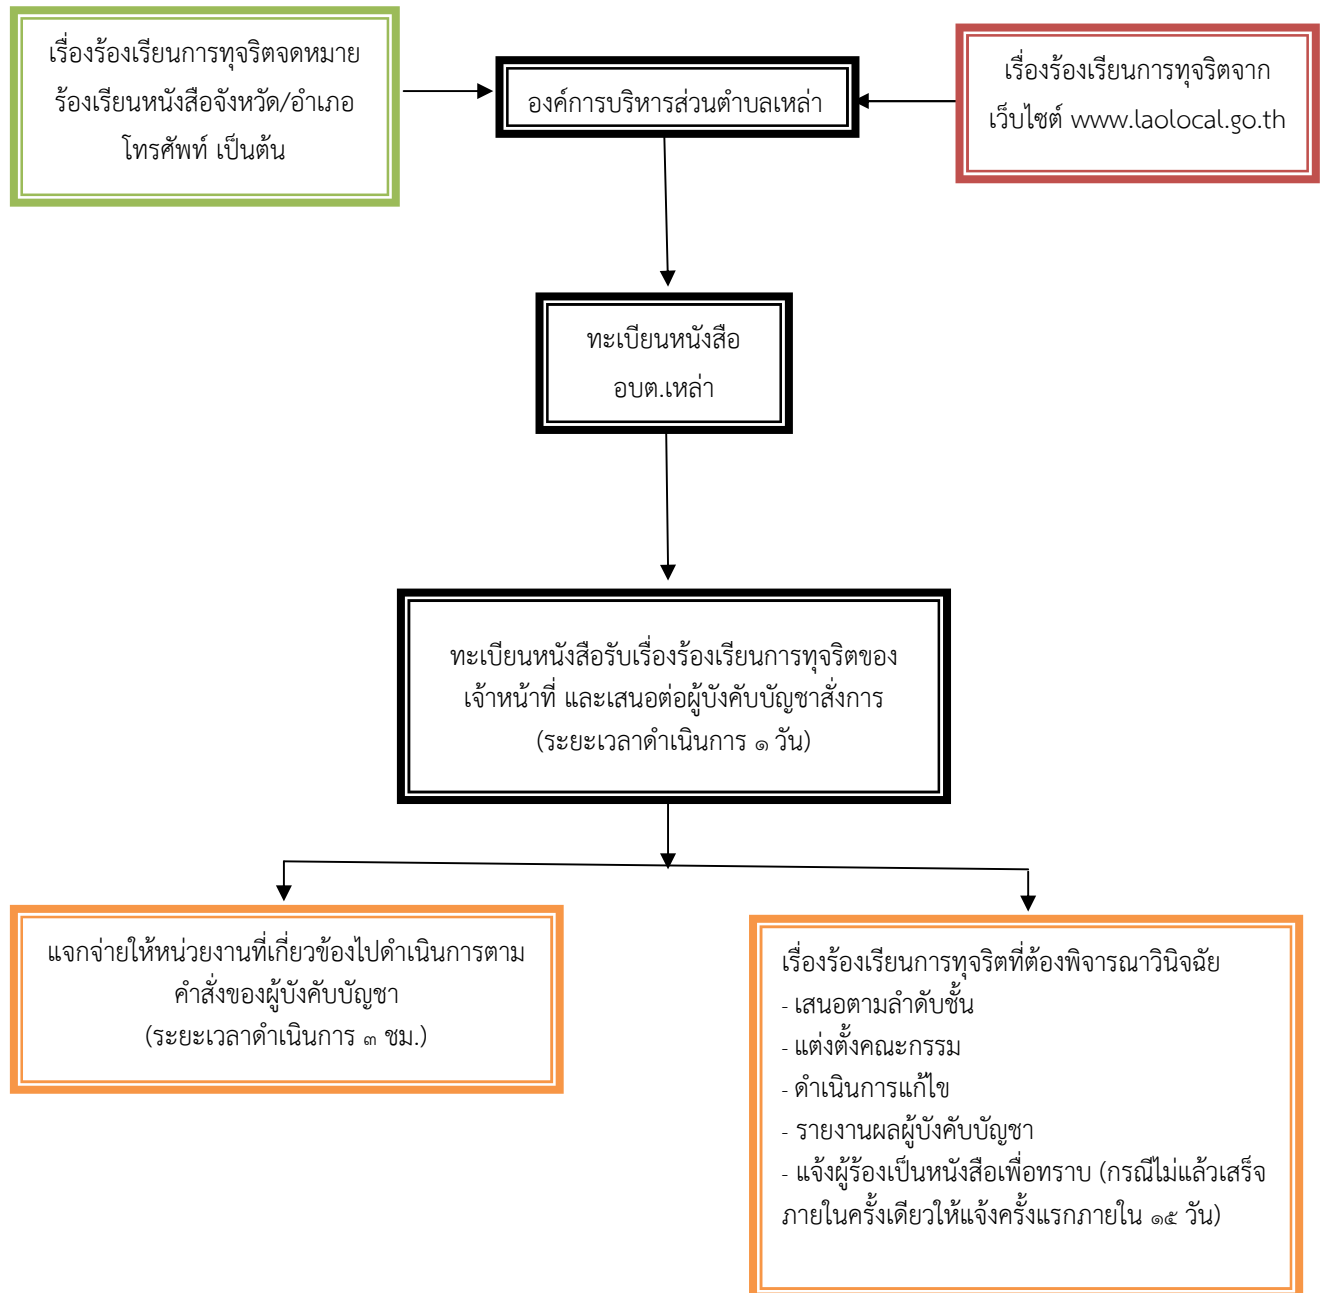 เรื่องร้องเรียนการทุจริตจดหมาย
ร้องเรียนหนังสือจังหวัด/อำเภอ
โทรศัพท์ เป็นต้น
องค์การบริหารส่วนตำบลเหล่า
เรื่องร้องเรียนการทุจริตจาก
เว็บไซต์ www.laolocal.go.th
ทะเบียนหนังสือ
อบต.เหล่า
ทะเบียนหนังสือรับเรื่องร้องเรียนการทุจริตของ
เจ้าหน้าที่ และเสนอต่อผู้บังคับบัญชาสั่งการ
(ระยะเวลาดำเนินการ ๑ วัน)
แจกจ่ายให้หน่วยงานที่เกี่ยวข้องไปดำเนินการตาม
คำสั่งของผู้บังคับบัญชา
(ระยะเวลาดำเนินการ ๓ ชม.)
เรื่องร้องเรียนการทุจริตที่ต้องพิจารณาวินิจฉัย
- เสนอตามลำดับชั้น
- แต่งตั้งคณะกรรม
- ดำเนินการแก้ไข
- รายงานผลผู้บังคับบัญชา
- แจ้งผู้ร้องเป็นหนังสือเพื่อทราบ (กรณีไม่แล้วเสร็จ
ภายในครั้งเดียวให้แจ้งครั้งแรกภายใน ๑๕ วัน)